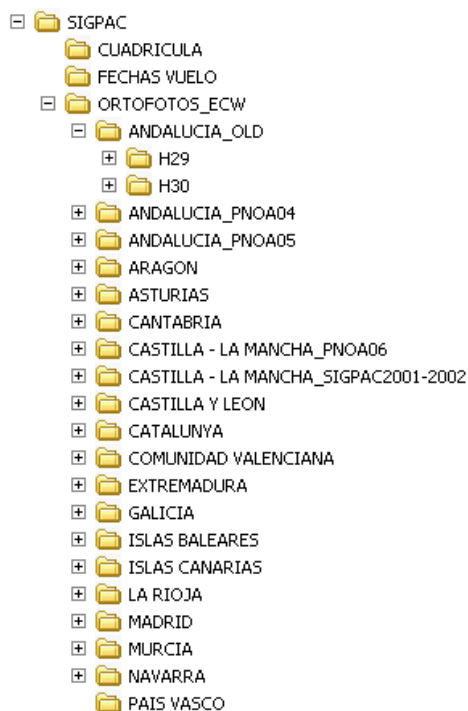 SIGPAC
CUADRICULA
FECHAS VUELO
ORTOFOTOS_ECW
ANDALUCIA_OLD
H29
H30
ANDALUCIA_PNOA04
ANDALUCIA_PNOA05
ARAGON
ASTURIAS
CANTABRIA
CASTILLA - LA MANCHA_PNOA06
CASTILLA - LA MANCHA_SIGPAC2001-2002
CASTILLA Y LEON
CATALUNYA
COMUNIDAD VALENCIANA
EXTREMADURA
GALICIA
ISLAS BALEARES
ISLAS CANARIAS
LA RIOJA
MADRID
MURCIA
NAVARRA
PAIS VASCO